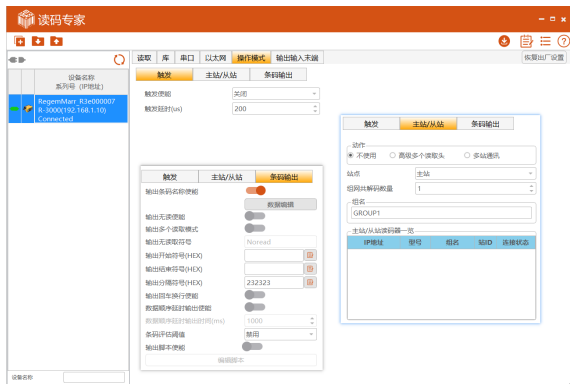 读码专家
读取 库 串口 以太网 操作模式 输出输入末端
恢复出厂设置
设备名称
系列号 (IP地址)
RegemMarr_R3e000007
R-3000(192.168.1.10)
Connected
设备名称
触发 主站/从站 条码输出
触发使能 关闭
触发延时(us) 200
触发 主站/从站 条码输出
输出条码名称使能
数据编辑
输出无读使能
输出多个读取模式
输出无读取符号 Noread
输出开始符号(HEX)
输出结束符号(HEX)
输出分隔符号(HEX) 232323
输出回车换行使能
数据顺序延时输出使能
数据顺序延时输出时间(ms) 1000
条码评估阈值 禁用
输出脚本使能
编辑脚本
触发 主站/从站 条码输出
动作
不使用 高级多个读取头 多站通讯
站点 主站
组网共解码数量 1
组名
GROUP1
主站/从站读码器一览
IP地址 型号 组名 站ID 连接状态